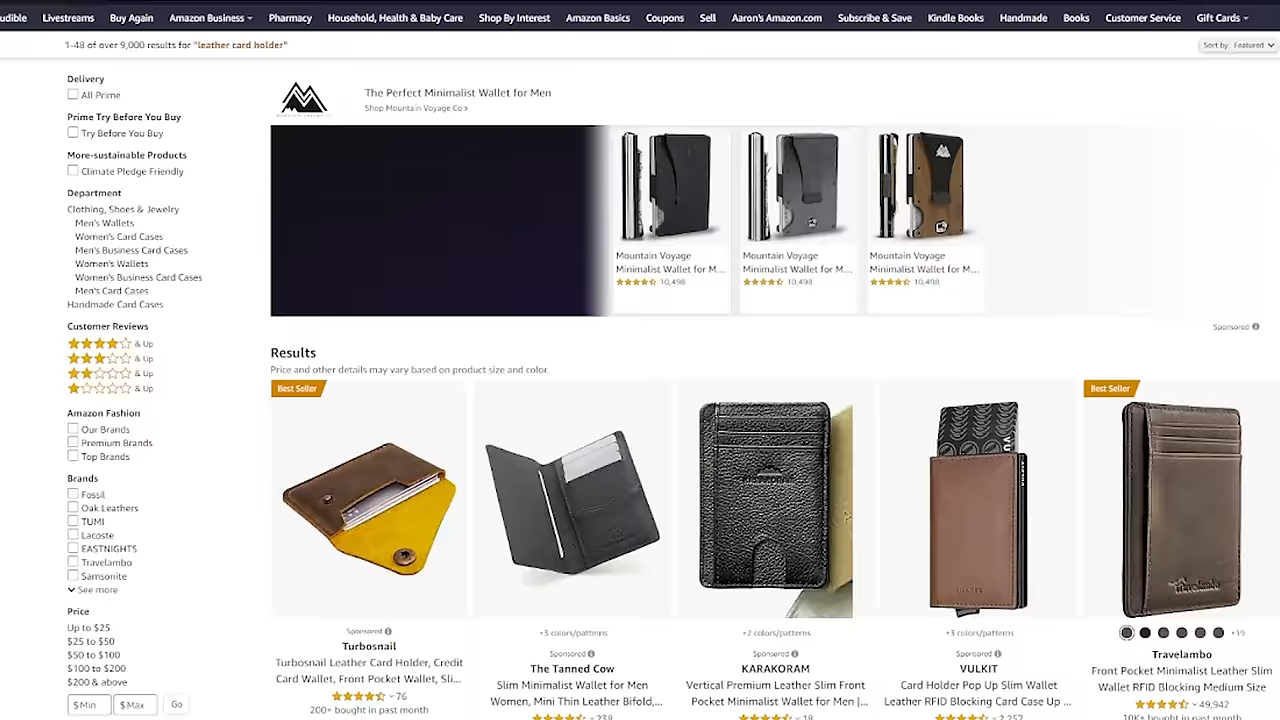 udible Livestreams Buy Again Amazon Business Pharmacy Household, Health & Baby Care Shop By Interest Amazon Basics Coupons Sell Aaron's Amazon.com Subscribe & Save Kindle Books Handmade Books Customer Service Gift Cards
1-48 of over 9,000 results for "leather card holder"
Sort by: Featured
Delivery
All Prime
Prime Try Before You Buy
Try Before You Buy
More-sustainable Products
Climate Pledge Friendly
Department
Clothing, Shoes & Jewelry
Men's Wallets
Women's Card Cases
Men's Business Card Cases
Women's Wallets
Women's Business Card Cases
Men's Card Cases
Handmade Card Cases
Customer Reviews
& Up
& Up
& Up
& Up
Amazon Fashion
Our Brands
Premium Brands
Top Brands
Brands
Fossil
Oak Leathers
TUMI
Lacoste
EASTNIGHTS
Travelambo
Samsonite
See more
Price
Up to $25
$25 to $50
$50 to $100
$100 to $200
$200 & above
$ Min $ Max Go
The Perfect Minimalist Wallet for Men
Shop Mountain Voyage Co ›
Mountain Voyage
Minimalist Wallet for M...
10,498
Mountain Voyage
Minimalist Wallet for M...
10,498
Mountain Voyage
Minimalist Wallet for M...
10,498
Sponsored
Results
Price and other details may vary based on product size and color.
Best Seller
Sponsored
Turbosnail
Turbosnail Leather Card Holder, Credit
Card Wallet, Front Pocket Wallet, Sli...
76
200+ bought in past month
+3 colors/patterns
Sponsored
The Tanned Cow
Slim Minimalist Wallet for Men
Women, Mini Thin Leather Bifold,...
239
KARAKORAM
+2 colors/patterns
Sponsored
KARAKORAM
Vertical Premium Leather Slim Front
Pocket Minimalist Wallet for Men |...
18
+3 colors/patterns
Sponsored
VULKIT
Card Holder Pop Up Slim Wallet
Leather RFID Blocking Card Case Up ...
2,257
Best Seller
Travelambo
+19
Travelambo
Front Pocket Minimalist Leather Slim
Wallet RFID Blocking Medium Size
49,942
10K+ bought in past month